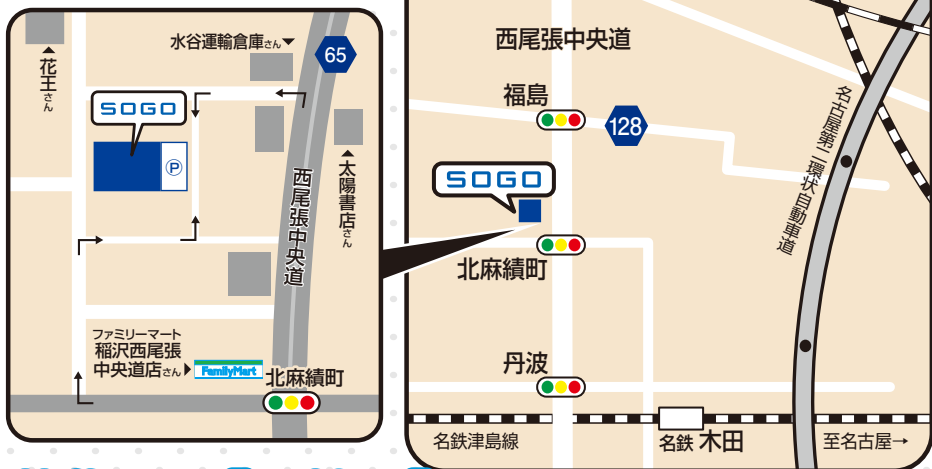 水谷運輸倉庫さん▼
65
▲花王さん
SOGO
P
西尾張中央道
▲太陽書店さん
ファミリーマート
稲沢西尾張
中央道店さん▶
FamilyMart
北麻績町
西尾張中央道
福島
128
SOGO
名古屋第二環状自動車道
北麻績町
丹波
名鉄津島線
名鉄 木田
至名古屋→